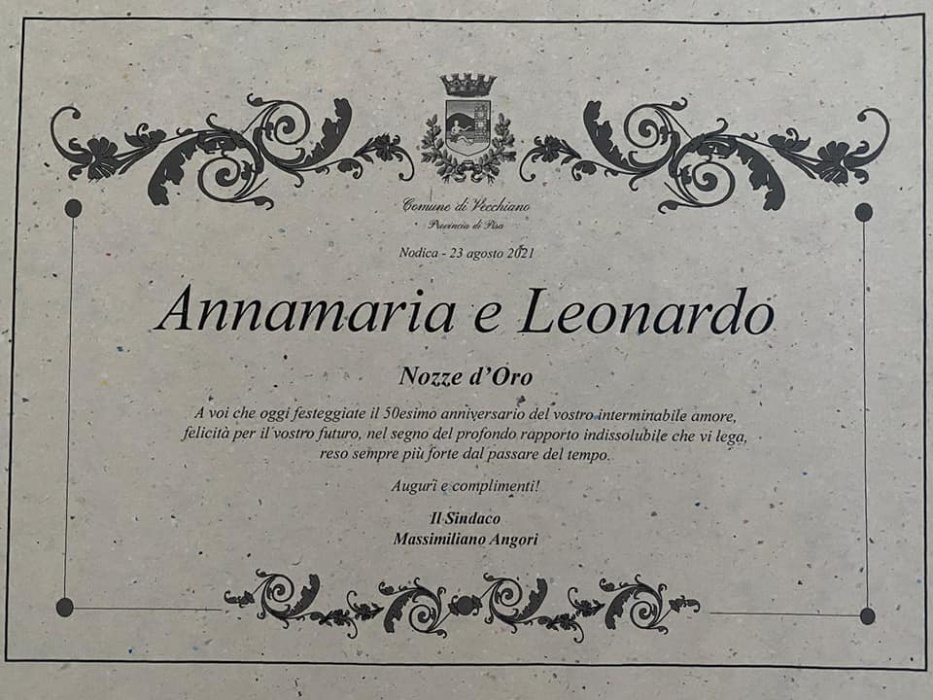 Comune di Vecchiano
Provincia di Pisa
Nodica - 23 agosto 2021
Annamaria e Leonardo
Nozze d'Oro
A voi che oggi festeggiate il 50esimo anniversario del vostro interminabile amore,
felicità per il vostro futuro, nel segno del profondo rapporto indissolubile che vi lega,
reso sempre più forte dal passare del tempo.
Auguri e complimenti!
Il Sindaco
Massimiliano Angori